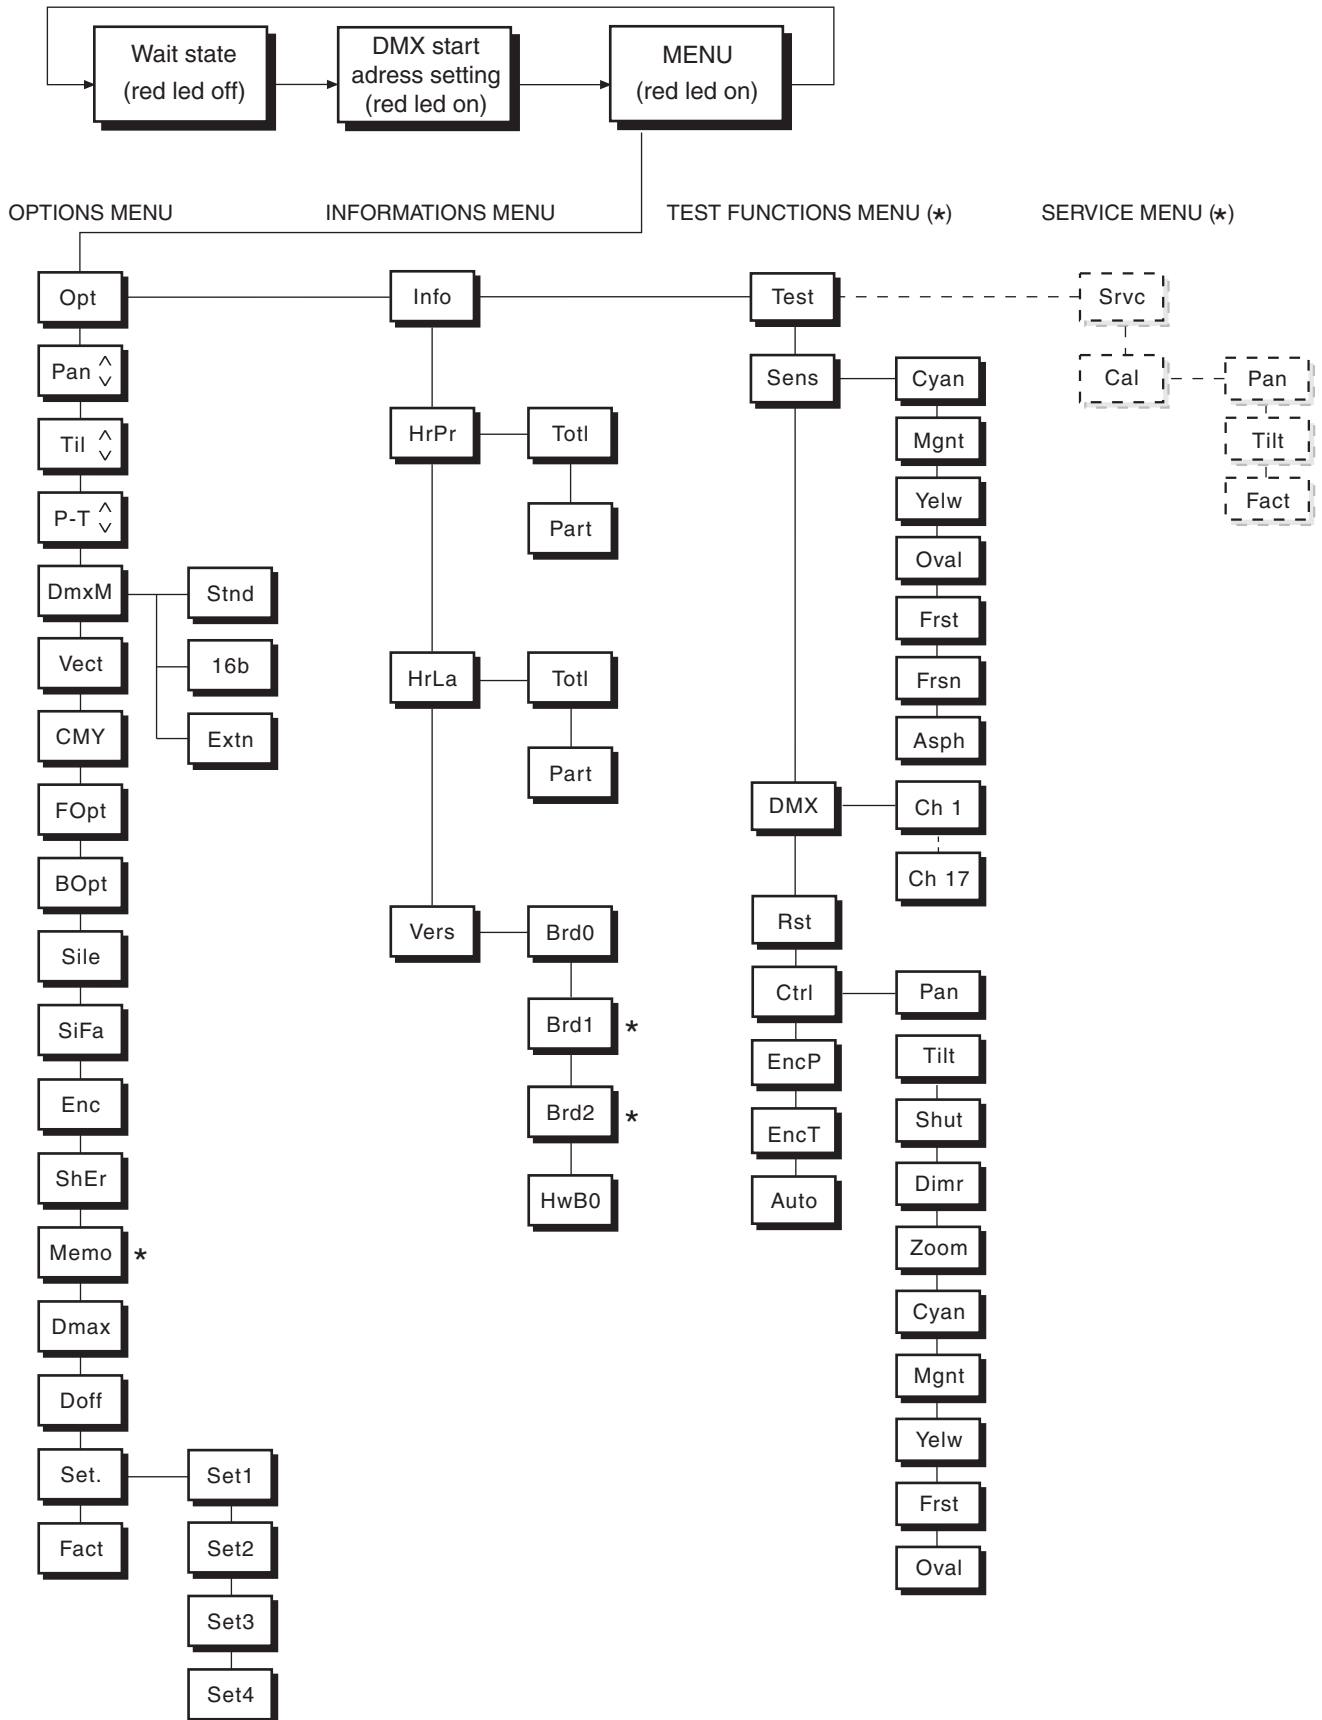 Wait state
(red led off)
DMX start
adress setting
(red led on)
MENU
(red led on)
OPTIONS MENU
INFORMATIONS MENU
TEST FUNCTIONS MENU (*)
SERVICE MENU (*)
Opt
Pan
Til
P-T
DmxM
Stnd
16b
Extn
Vect
CMY
FOpt
BOpt
Sile
SiFa
Enc
ShEr
Memo *
Dmax
Doff
Set.
Set1
Set2
Set3
Set4
Fact
Info
HrPr
Totl
Part
HrLa
Totl
Part
Vers
Brd0
Brd1 *
Brd2 *
HwB0
Test
Sens
Cyan
Mgnt
Yelw
Oval
Frst
Frsn
Asph
DMX
Ch 1
Ch 17
Rst
Ctrl
Pan
Tilt
Shut
Dimr
Zoom
Cyan
Mgnt
Yelw
Frst
Oval
EncP
EncT
Auto
Srvc
Cal
Pan
Tilt
Fact